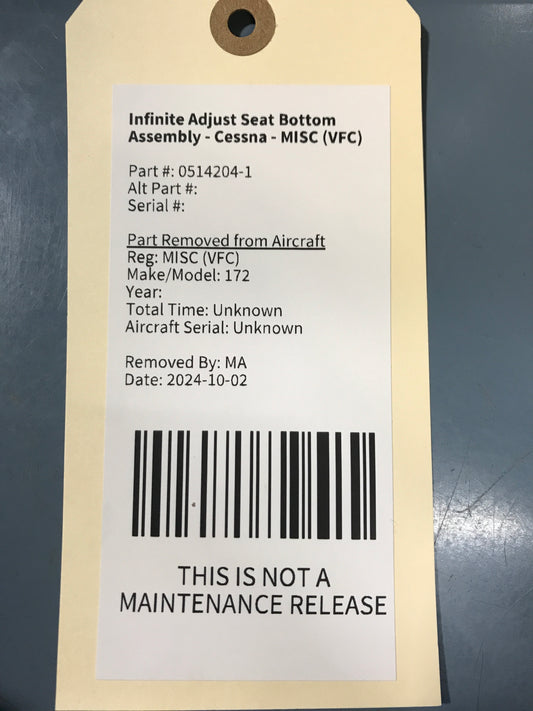 Infinite Adjust Seat Bottom
Assembly - Cessna - MISC (VFC)
Part #: 0514204-1
Alt Part #:
Serial #:
Part Removed from Aircraft
Reg: MISC (VFC)
Make/Model: 172
Year:
Total Time: Unknown
Aircraft Serial: Unknown
Removed By: MA
Date: 2024-10-02
THIS IS NOT A
MAINTENANCE RELEASE